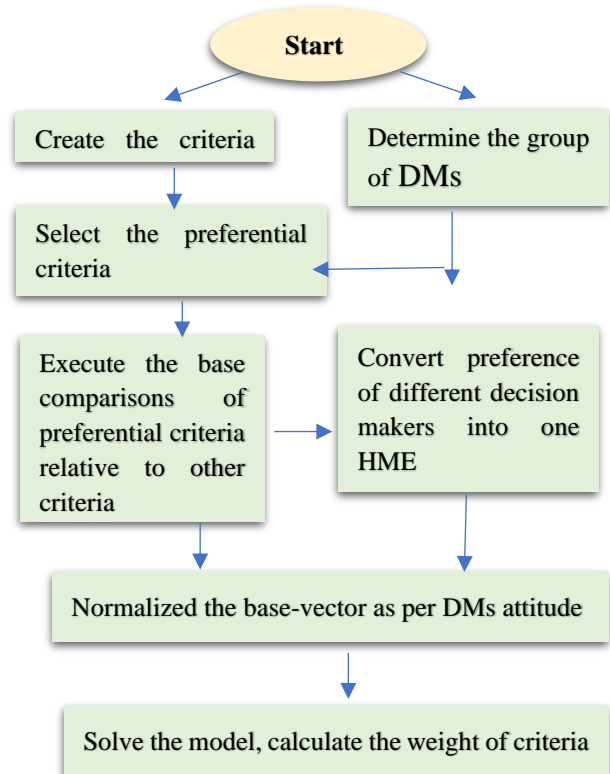 Start
Create the criteria
Determine the group
of DMs
Select the preferential
criteria
Execute the base
comparisons of
preferential criteria
relative to other
criteria
Convert preference
of different decision
makers into one
HME
Normalized the base-vector as per DMs attitude
Solve the model, calculate the weight of criteria